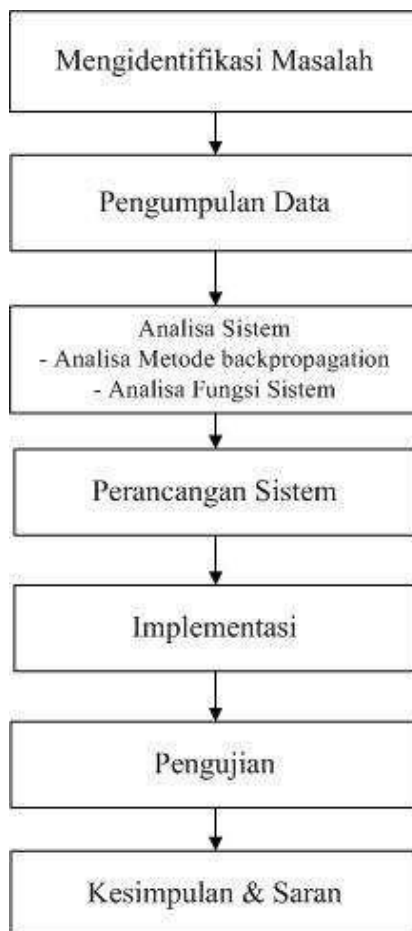 Mengidentifikasi Masalah
Pengumpulan Data
Analisa Sistem
- Analisa Metode backpropagation
- Analisa Fungsi Sistem
Perancangan Sistem
Implementasi
Pengujian
Kesimpulan & Saran